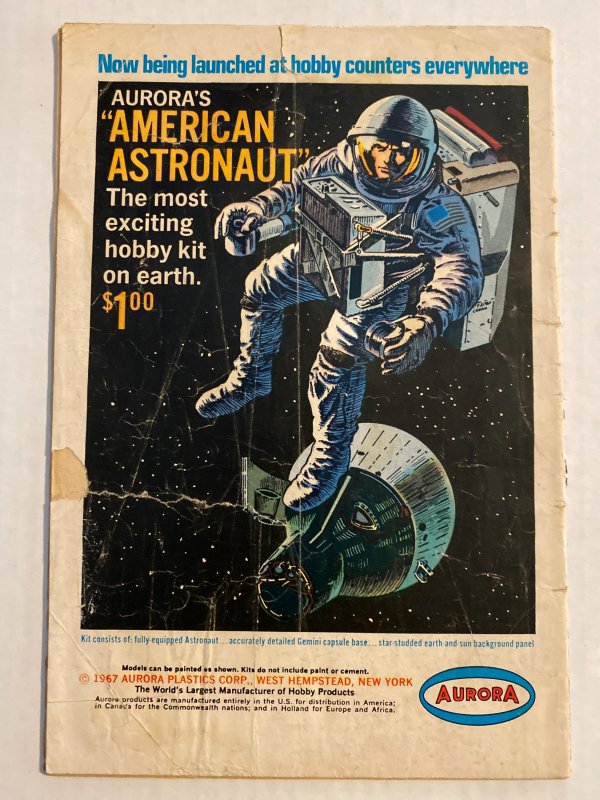 Now being launched at hobby counters everywhere
AURORA'S
"AMERICAN
ASTRONAUT"
The most
exciting
hobby kit
on earth.
$1.00
Kit consists of: fully-equipped Astronaut... accurately detailed Gemini capsule base... star-studded earth and sun background panel
Models can be painted as shown. Kits do not include paint or cement.
© 1967 AURORA PLASTICS CORP., WEST HEMPSTEAD, NEW YORK
The World's Largest Manufacturer of Hobby Products
Aurora products are manufactured entirely in the U.S. for distribution in America;
in Canada for the Commonwealth nations; and in Holland for Europe and Africa.
AURORA